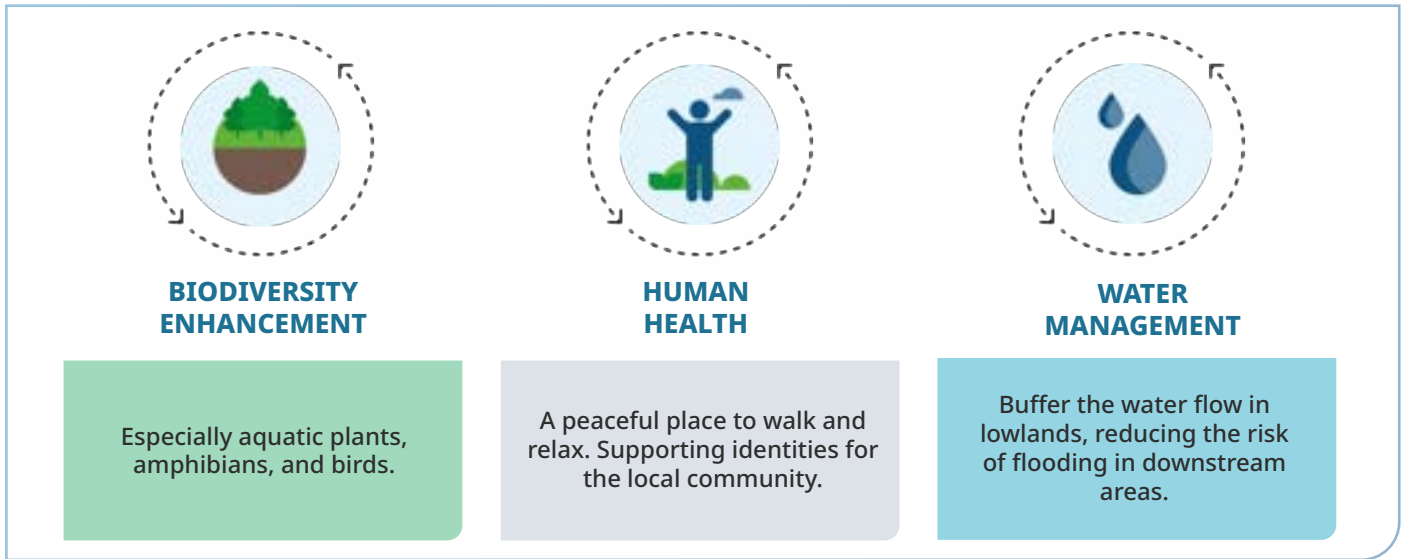 BIODIVERSITY
ENHANCEMENT
Especially aquatic plants,
amphibians, and birds.
HUMAN
HEALTH
A peaceful place to walk and
relax. Supporting identities for
the local community.
WATER
MANAGEMENT
Buffer the water flow in
lowlands, reducing the risk
of flooding in downstream
areas.